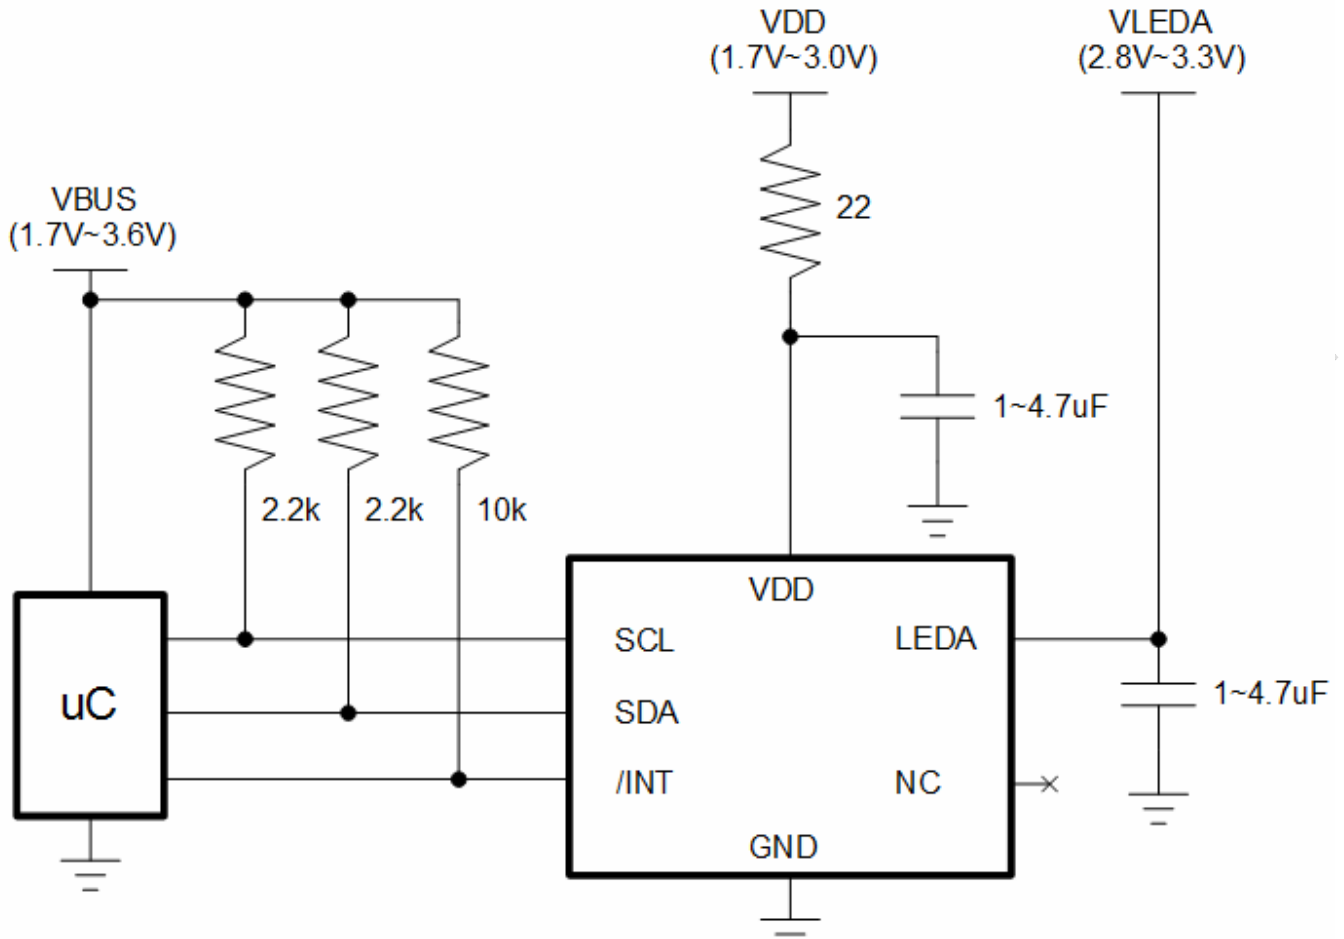 VDD
(1.7V~3.0V)
VLEDA
(2.8V~3.3V)
VBUS
(1.7V~3.6V)
22
1~4.7uF
2.2k
2.2k
10k
VDD
uC
SCL
LEDA
SDA
1~4.7uF
/INT
NC
GND